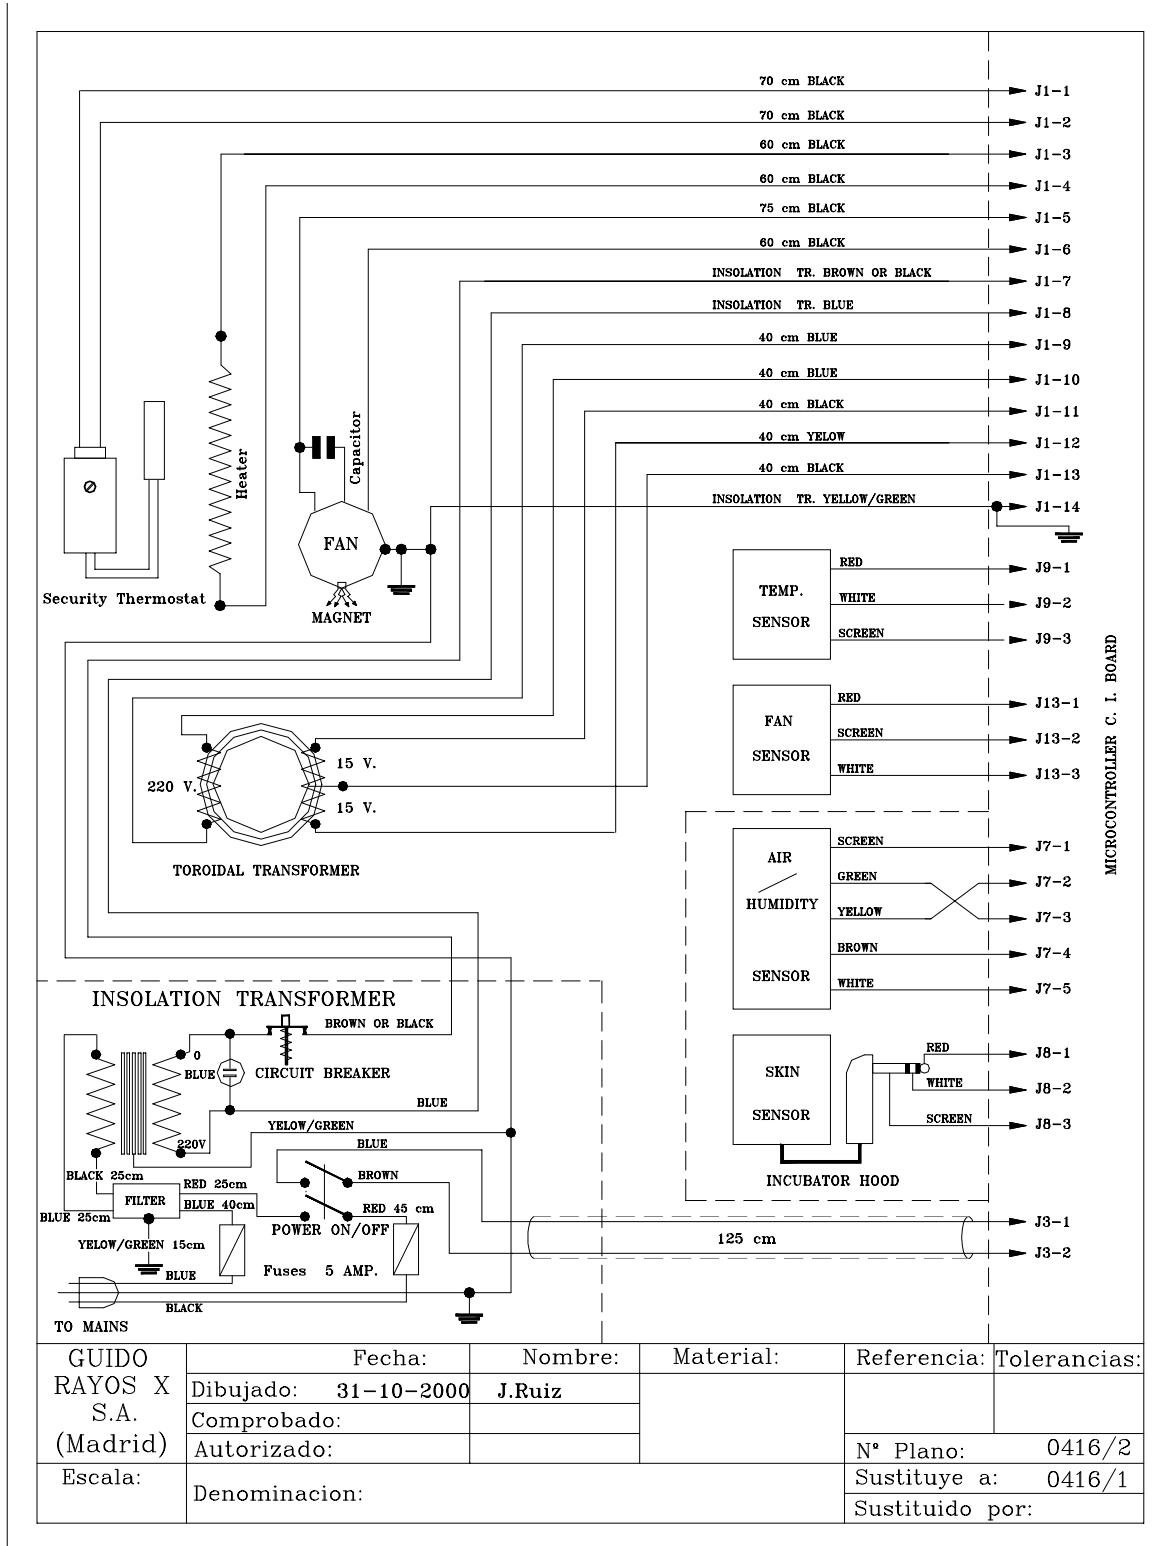 70 cm BLACK
J1-1
70 cm BLACK
J1-2
60 cm BLACK
J1-3
60 cm BLACK
J1-4
75 cm BLACK
J1-5
60 cm BLACK
J1-6
INSOLATION TR. BROWN OR BLACK
J1-7
INSOLATION TR. BLUE
J1-8
40 cm BLUE
J1-9
40 cm BLUE
J1-10
40 cm BLACK
J1-11
40 cm YELOW
J1-12
40 cm BLACK
J1-13
INSOLATION TR. YELLOW/GREEN
J1-14
Capacitor
Heater
FAN
MAGNET
Security Thermostat
TEMP.
SENSOR
RED
J9-1
WHITE
J9-2
SCREEN
J9-3
FAN
SENSOR
RED
J13-1
SCREEN
J13-2
WHITE
J13-3
MICROCONTROLLER C. I. BOARD
220 V.
15 V.
15 V.
TOROIDAL TRANSFORMER
AIR
HUMIDITY
SENSOR
SCREEN
J7-1
GREEN
J7-2
YELLOW
J7-3
BROWN
J7-4
WHITE
J7-5
INSOLATION TRANSFORMER
BROWN OR BLACK
0
BLUE
CIRCUIT BREAKER
BLUE
YELOW/GREEN
220V
BLUE
BLACK 25cm
BROWN
FILTER
RED 25cm
BLUE 40cm
BLUE 25cm
RED 45 cm
POWER ON/OFF
YELOW/GREEN 15cm
Fuses 5 AMP.
BLUE
BLACK
TO MAINS
SKIN
SENSOR
RED
J8-1
WHITE
J8-2
SCREEN
J8-3
INCUBATOR HOOD
J3-1
125 cm
J3-2
GUIDO
RAYOS X
S.A.
(Madrid)
Fecha:
Nombre:
Material:
Referencia:
Tolerancias:
Dibujado: 31-10-2000 J.Ruiz
Comprobado:
Autorizado:
Nº Plano: 0416/2
Escala:
Denominacion:
Sustituye a: 0416/1
Sustituido por: